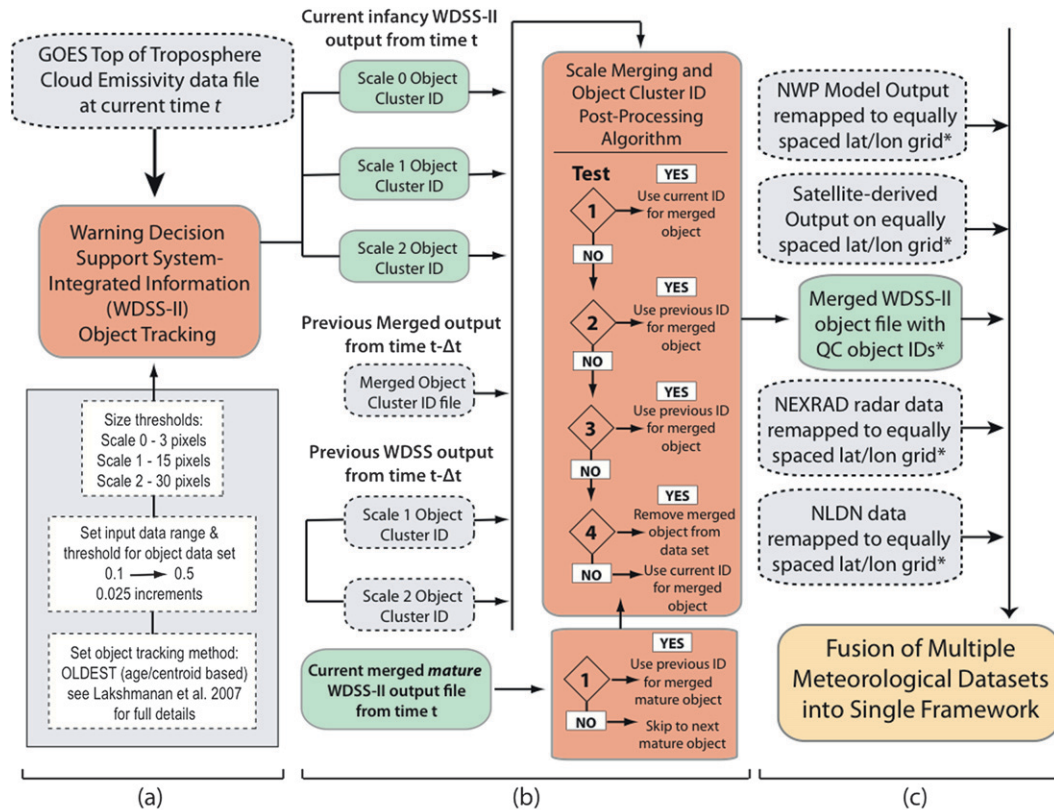 GOES Top of Troposphere
Cloud Emissivity data file
at current time t
Warning Decision
Support System-
Integrated Information
(WDSS-II)
Object Tracking
Size thresholds:
Scale 0 - 3 pixels
Scale 1 - 15 pixels
Scale 2 - 30 pixels
Set input data range &
threshold for object data set
0.1 0.5
0.025 increments
Set object tracking method:
OLDEST (age/centroid based)
see Lakshmanan et al. 2007
for full details
(a)
Current infancy WDSS-II
output from time t
Scale 0 Object
Cluster ID
Scale 1 Object
Cluster ID
Scale 2 Object
Cluster ID
Previous Merged output
from time t-Δt
Merged Object
Cluster ID file
Previous WDSS output
from time t-Δt
Scale 1 Object
Cluster ID
Scale 2 Object
Cluster ID
Current merged mature
WDSS-II output file
from time t
Scale Merging and
Object Cluster ID
Post-Processing
Algorithm
Test
1
YES
Use current ID
for merged
object
NO
2
YES
Use previous ID
for merged
object
NO
3
YES
Use previous ID
for merged
object
NO
4
YES
Remove merged
object from
data set
NO
Use current ID
for merged
object
1
YES
Use previous ID
for merged
mature object
NO
Skip to next
mature object
(b)
NWP Model Output
remapped to equally
spaced lat/lon grid*
Satellite-derived
Output on equally
spaced lat/lon grid*
Merged WDSS-II
object file with
QC object IDs*
NEXRAD radar data
remapped to equally
spaced lat/lon grid*
NLDN data
remapped to equally
spaced lat/lon grid*
Fusion of Multiple
Meteorological Datasets
into Single Framework
(c)